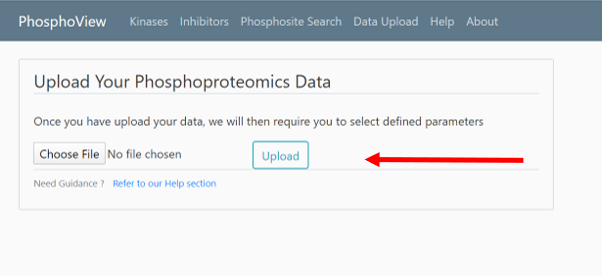 PhosphoView Kinases Inhibitors Phosphosite Search Data Upload Help About
Upload Your Phosphoproteomics Data
Once you have upload your data, we will then require you to select defined parameters
Choose File No file chosen Upload
Need Guidance ? Refer to our Help section